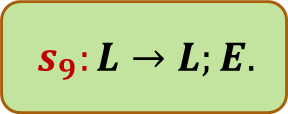 s₉: L → L; E.